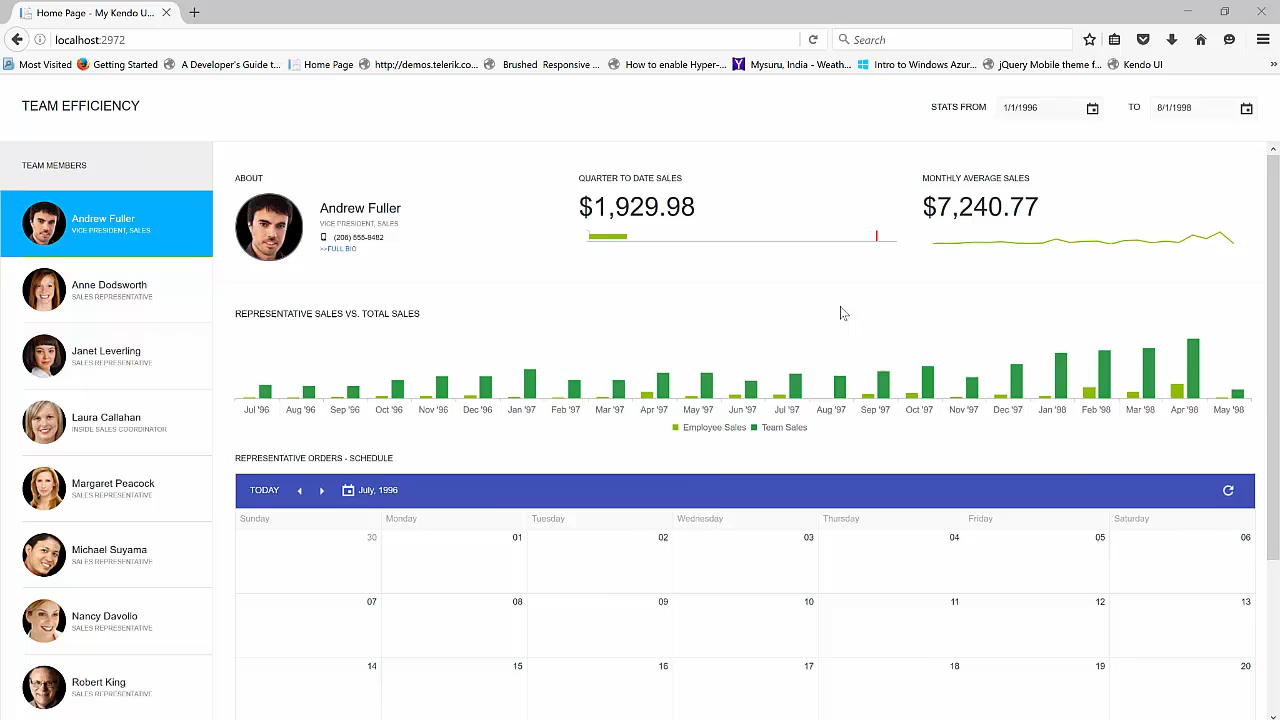 Home Page - My Kendo U...
localhost:2972
Search
Most Visited Getting Started A Developer's Guide t... Home Page http://demos.telerik.c... Brushed Responsive ... How to enable Hyper-... Mysuru, India - Weath... Intro to Windows Azur... jQuery Mobile theme f... Kendo UI »
TEAM EFFICIENCY
STATS FROM 1/1/1996 TO 8/1/1998
TEAM MEMBERS
Andrew Fuller
VICE PRESIDENT, SALES
Anne Dodsworth
SALES REPRESENTATIVE
Janet Leverling
SALES REPRESENTATIVE
Laura Callahan
INSIDE SALES COORDINATOR
Margaret Peacock
SALES REPRESENTATIVE
Michael Suyama
SALES REPRESENTATIVE
Nancy Davolio
SALES REPRESENTATIVE
Robert King
SALES REPRESENTATIVE
ABOUT
Andrew Fuller
VICE PRESIDENT, SALES
(206) 555-9482
>>FULL BIO
QUARTER TO DATE SALES
$1,929.98
MONTHLY AVERAGE SALES
$7,240.77
REPRESENTATIVE SALES VS. TOTAL SALES
Jul '96 Aug '96 Sep '96 Oct '96 Nov '96 Dec '96 Jan '97 Feb '97 Mar '97 Apr '97 May '97 Jun '97 Jul '97 Aug '97 Sep '97 Oct '97 Nov '97 Dec '97 Jan '98 Feb '98 Mar '98 Apr '98 May '98
Employee Sales Team Sales
REPRESENTATIVE ORDERS - SCHEDULE
TODAY July, 1996
Sunday Monday Tuesday Wednesday Thursday Friday Saturday
30 01 02 03 04 05 06
07 08 09 10 11 12 13
14 15 16 17 18 19 20